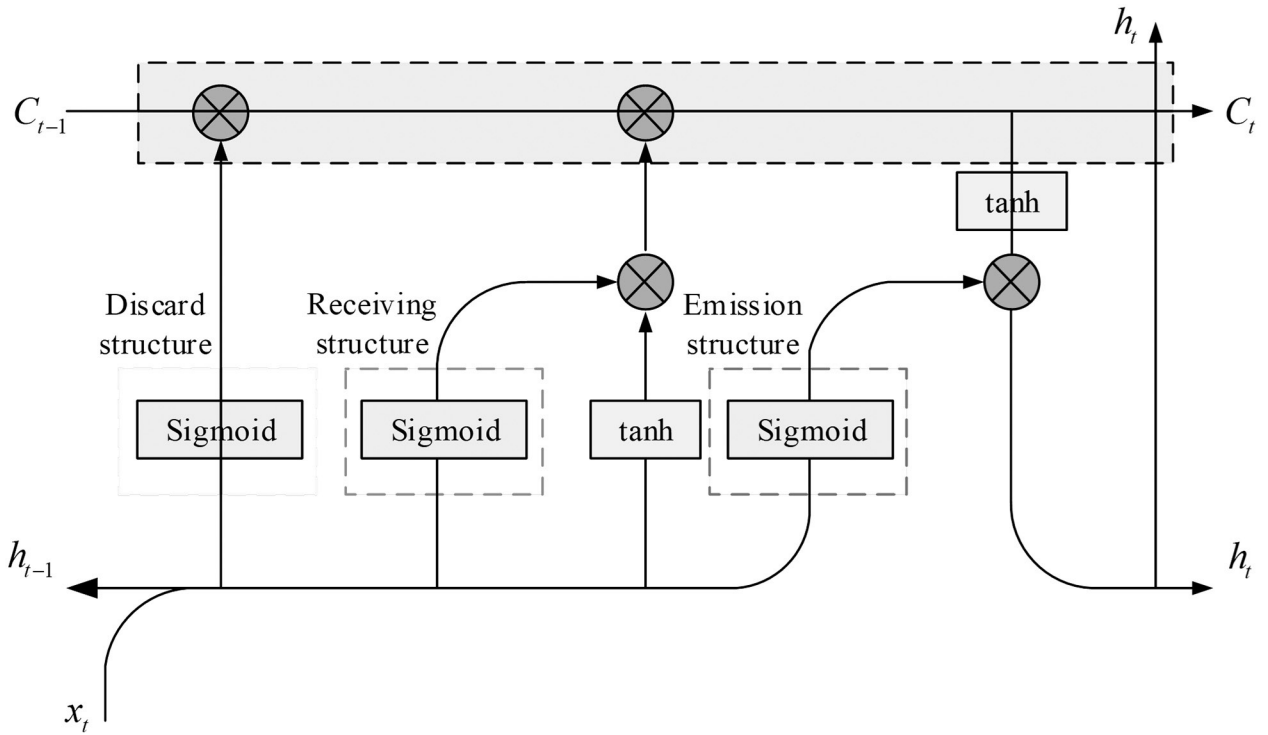 h_t
C_{t-1}
C_t
tanh
Discard
structure
Receiving
structure
Emission
structure
Sigmoid
Sigmoid
tanh
Sigmoid
h_{t-1}
h_t
x_t